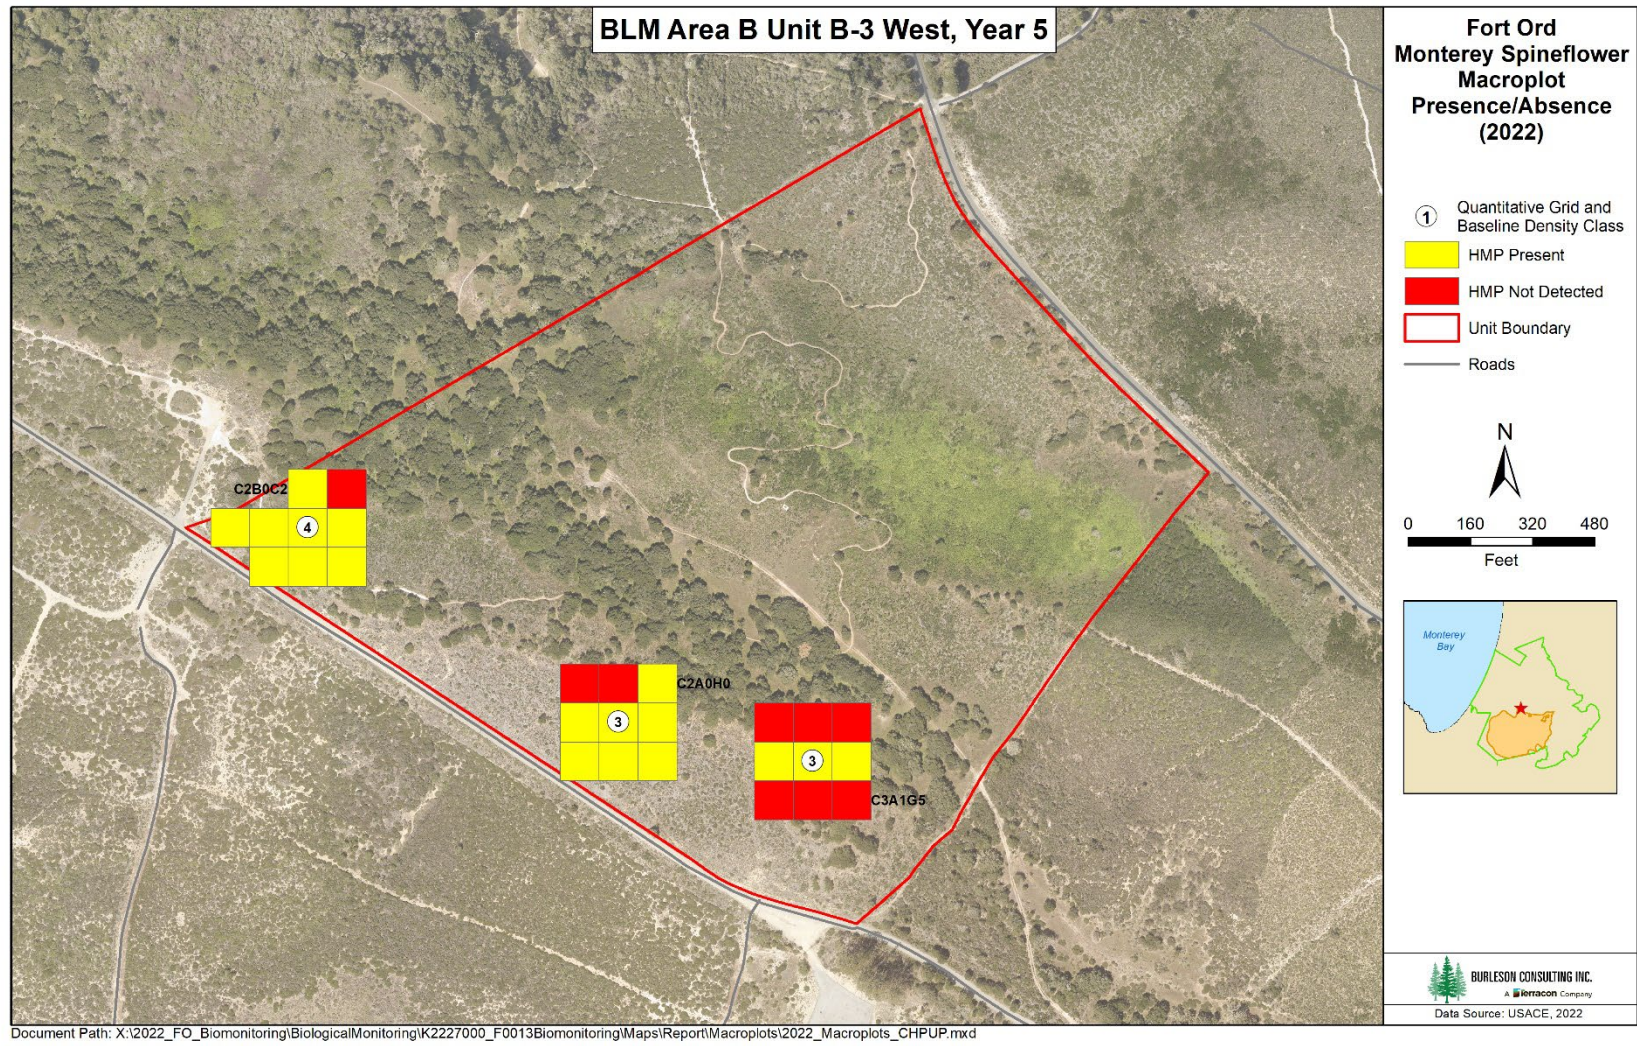 BLM Area B Unit B-3 West, Year 5
Fort Ord
Monterey Spineflower
Macroplot
Presence/Absence
(2022)
1
Quantitative Grid and
Baseline Density Class
HMP Present
HMP Not Detected
Unit Boundary
Roads
N
0 160 320 480
Feet
Monterey
Bay
C2B0C2
4
C2A0H0
3
3
C3A1G5
BURLESON CONSULTING INC.
A Terracon Company
Data Source: USACE, 2022
Document Path: X:\2022_FO_Biomonitoring\BiologicalMonitoring\K2227000_F0013Biomonitoring\Maps\Report\Macroplots\2022_Macroplots_CHPUP.mxd